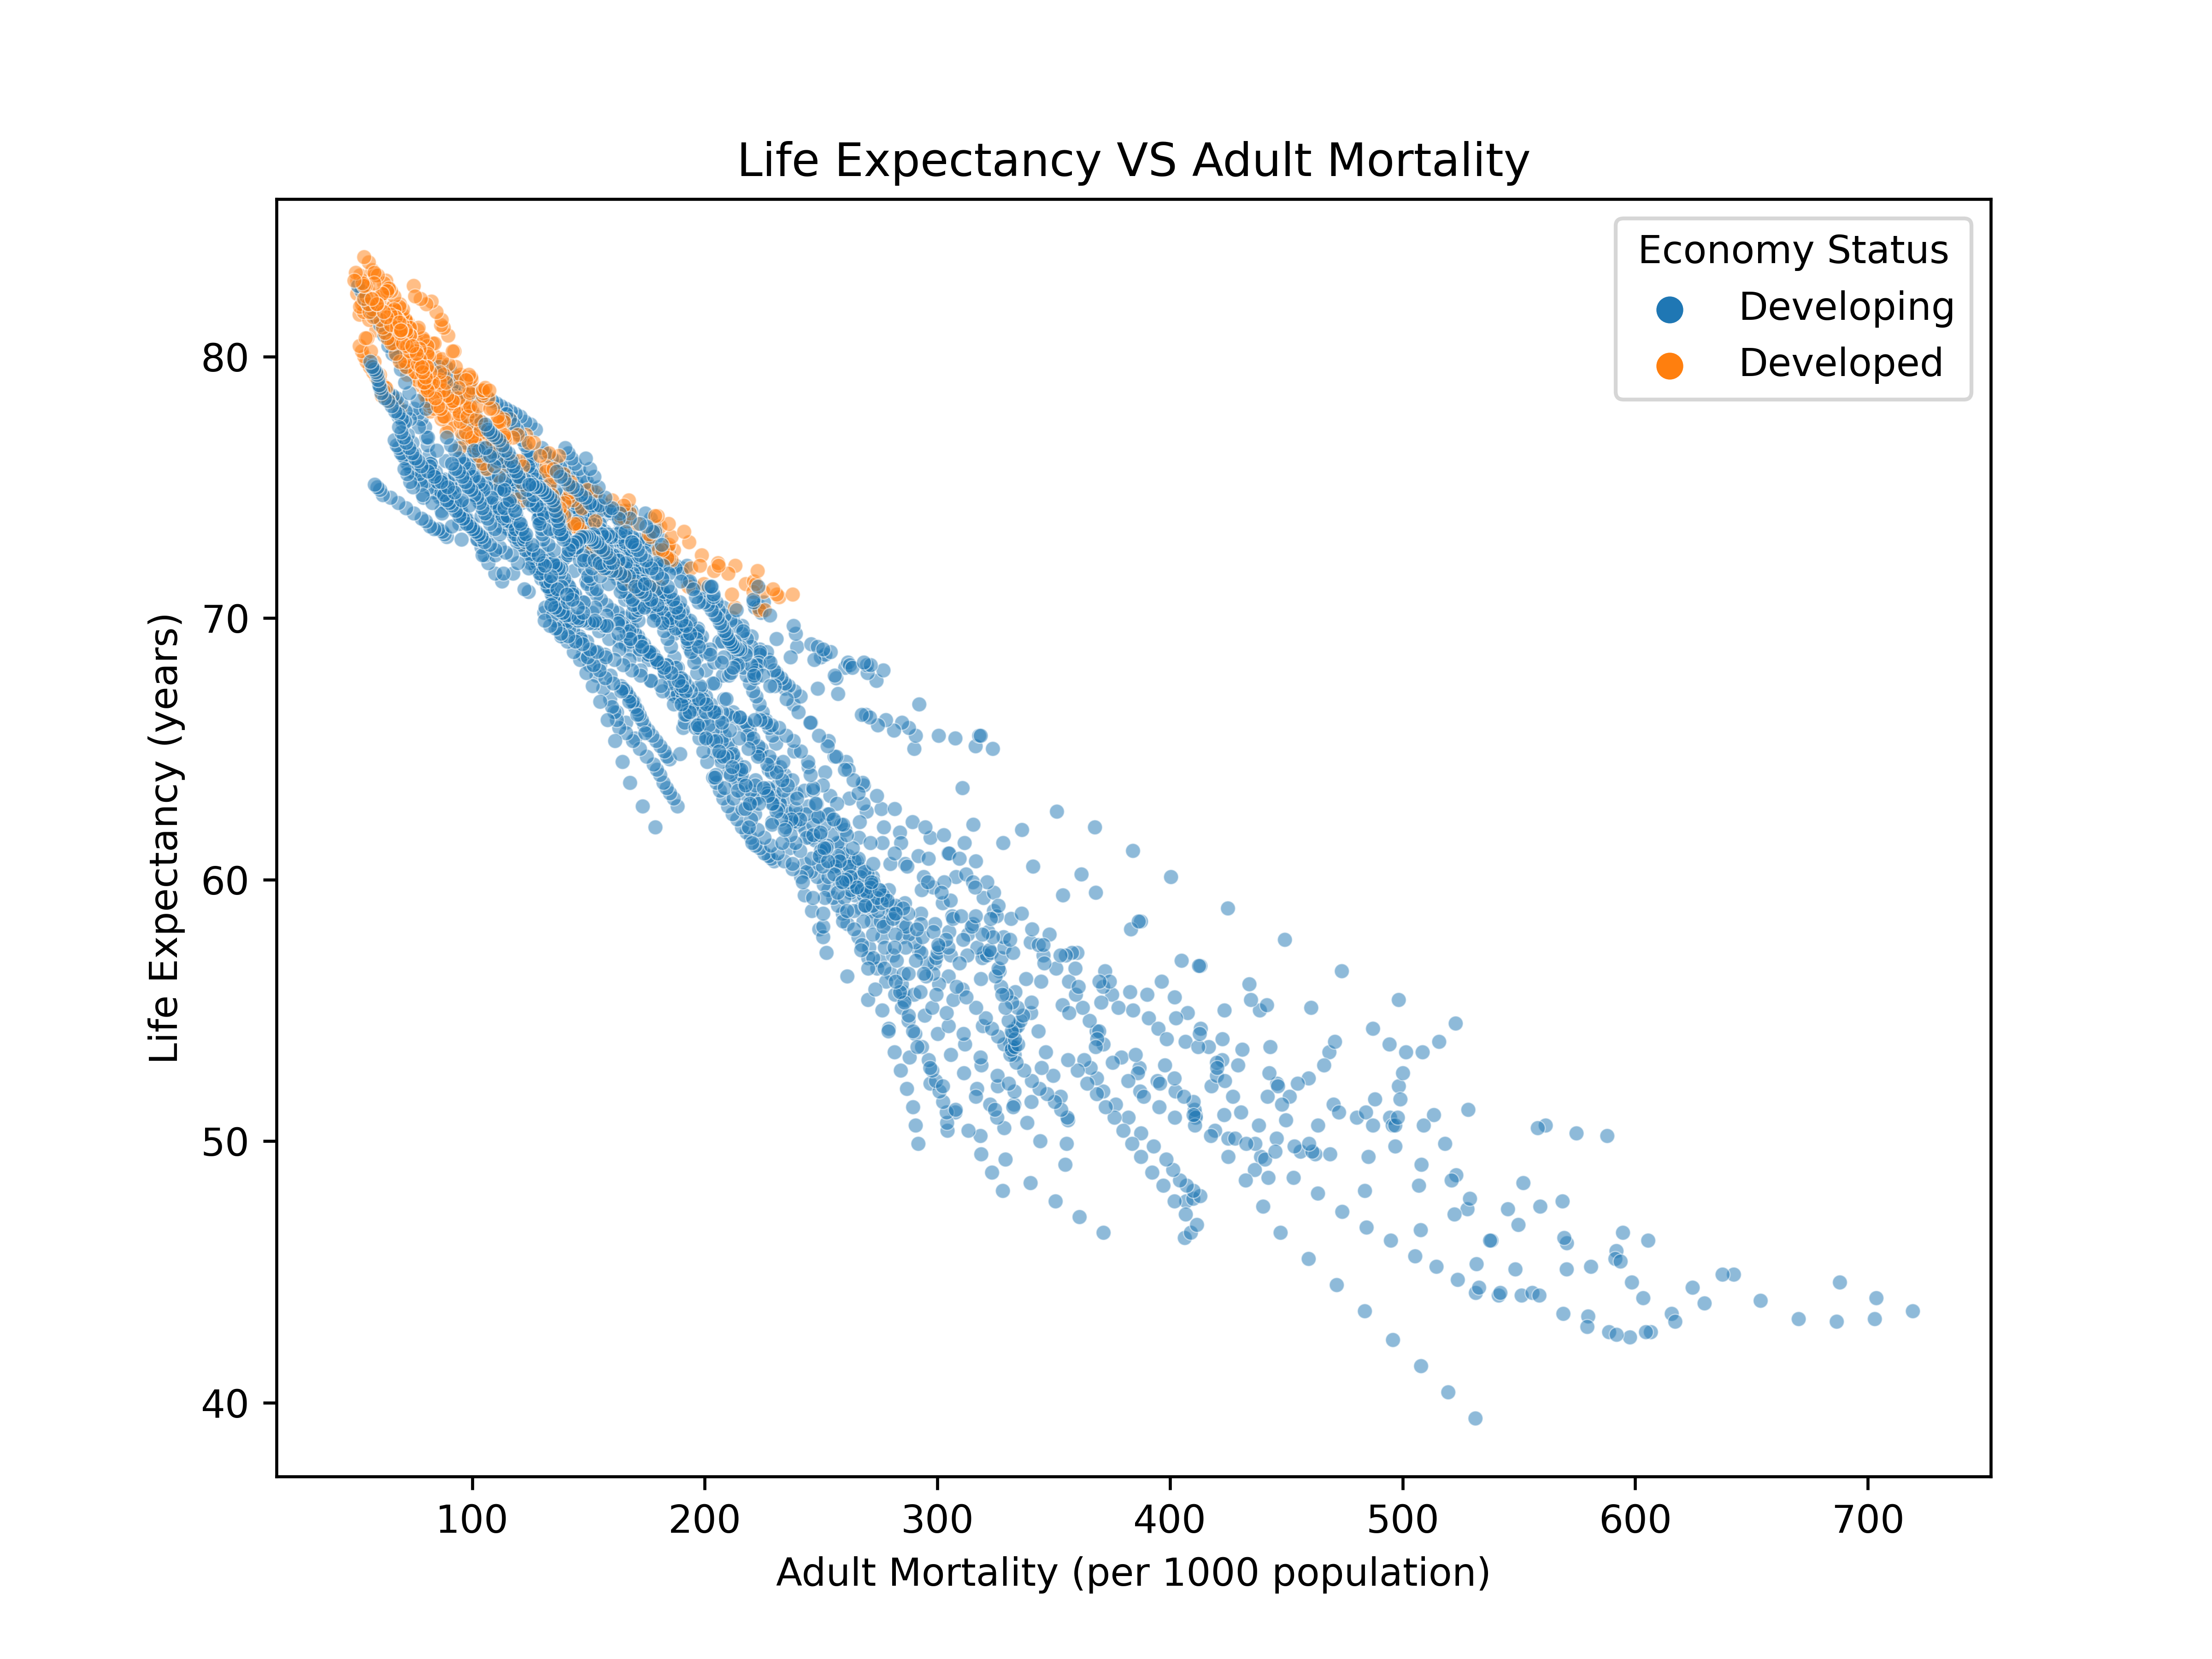 Life Expectancy VS Adult Mortality
Economy Status
Developing
Developed
80
70
60
50
40
Life Expectancy (years)
100 200 300 400 500 600 700
Adult Mortality (per 1000 population)